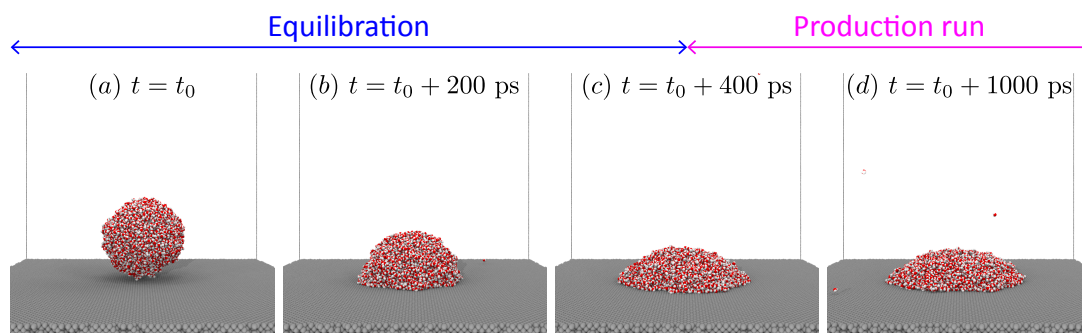 Equilibration
Production run
(a) t = t₀
(b) t = t₀ + 200 ps
(c) t = t₀ + 400 ps
(d) t = t₀ + 1000 ps